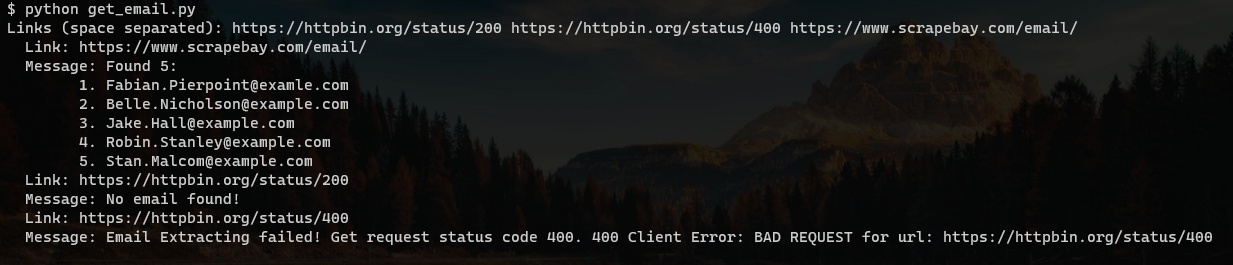 $ python get_email.py
Links (space separated): https://httpbin.org/status/200 https://httpbin.org/status/400 https://www.scrapebay.com/email/
Link: https://www.scrapebay.com/email/
Message: Found 5:
1. Fabian.Pierpoint@examle.com
2. Belle.Nicholson@example.com
3. Jake.Hall@example.com
4. Robin.Stanley@example.com
5. Stan.Malcom@example.com
Link: https://httpbin.org/status/200
Message: No email found!
Link: https://httpbin.org/status/400
Message: Email Extracting failed! Get request status code 400. 400 Client Error: BAD REQUEST for url: https://httpbin.org/status/400